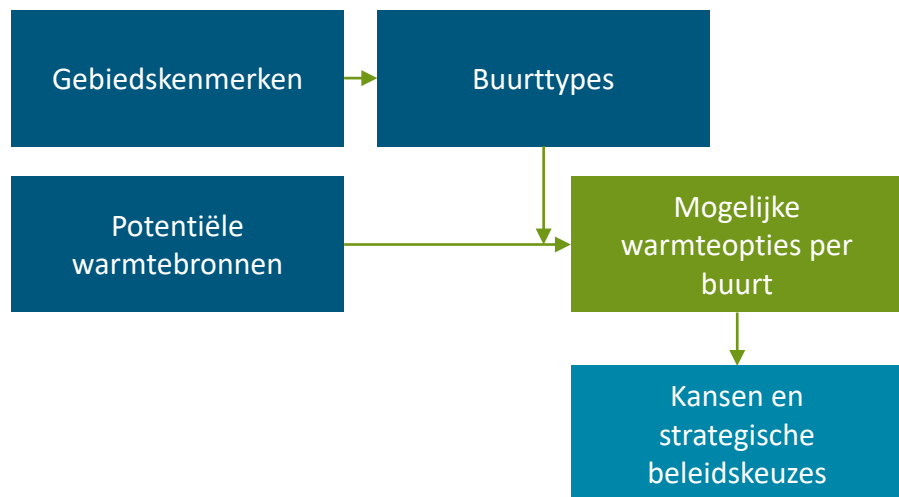 Gebiedskenmerken
Buurttypes
Potentiële
warmtebronnen
Mogelijke
warmteopties per
buurt
Kansen en
strategische
beleidskeuzes